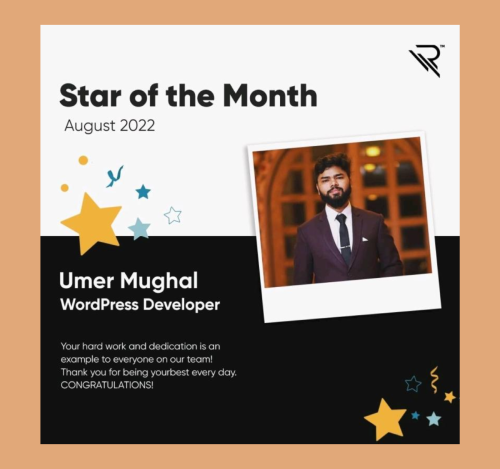 Star of the Month
August 2022
Umer Mughal
WordPress Developer
Your hard work and dedication is an
example to everyone on our team!
Thank you for being yourbest every day.
CONGRATULATIONS!